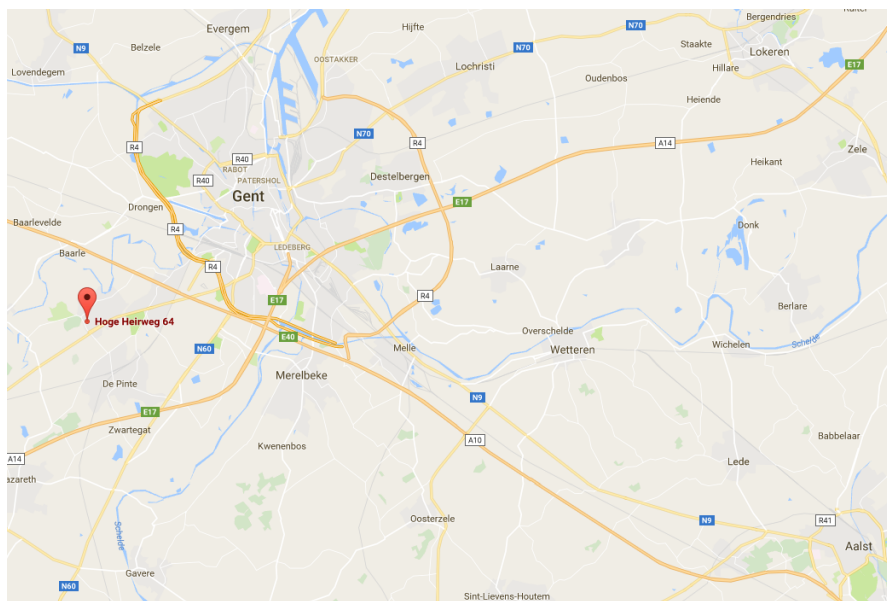 Evergem
Hijfte
N70
Bergendries
N9
Belzele
Staakte
Lokeren
OOSTAKKER
N70
Lochristi
Hillare
E17
Lovendegem
Oudenbos
Heiende
N70
R4
R40
R4
A14
Zele
RABOT
PATERSHOL
R40
Destelbergen
Heikant
Gent
Drongen
E17
Baarlevelde
R4
Donk
LEDEBERG
Baarle
R4
Laarne
E17
R4
Berlare
Hoge Heirweg 64
Overschelde
E40
Schelde
N60
Melle
Wetteren
Wichelen
De Pinte
Merelbeke
N9
E17
Zwartegat
A10
Babbelaar
Kwenenbos
A14
Lede
azareth
Oosterzele
N9
R41
Schelde
Aalst
Gavere
N60
Sint-Lievens-Houtem